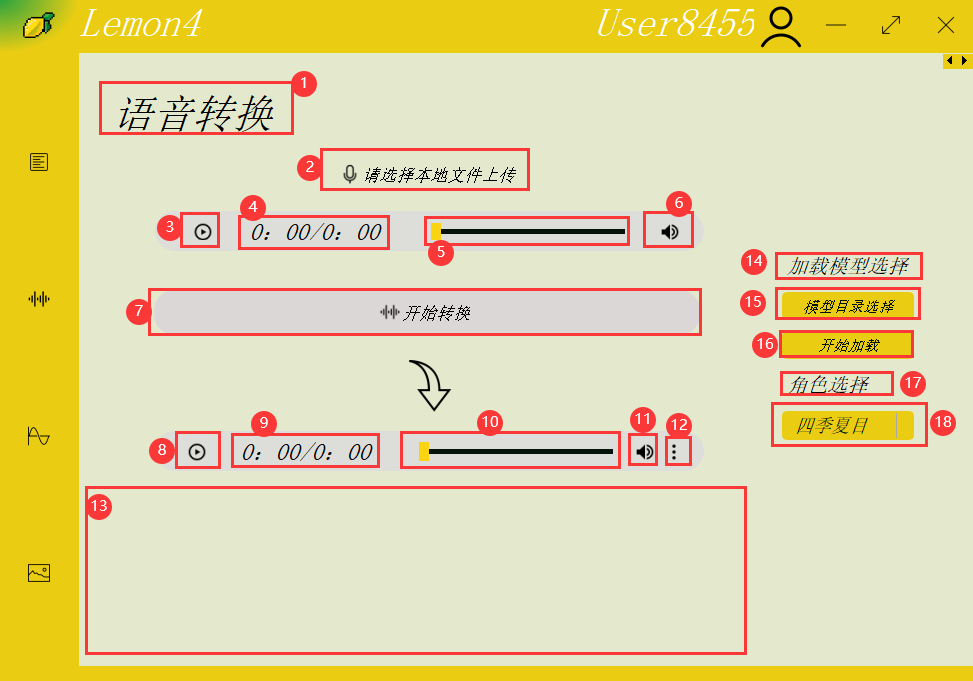 Lemon4
User8455
1
语音转换
2
请选择本地文件上传
3
4
0：00/0：00
5
6
7
开始转换
8
9
0：00/0：00
10
11
12
13
14
加载模型选择
15
模型目录选择
16
开始加载
17
角色选择
18
四季夏目